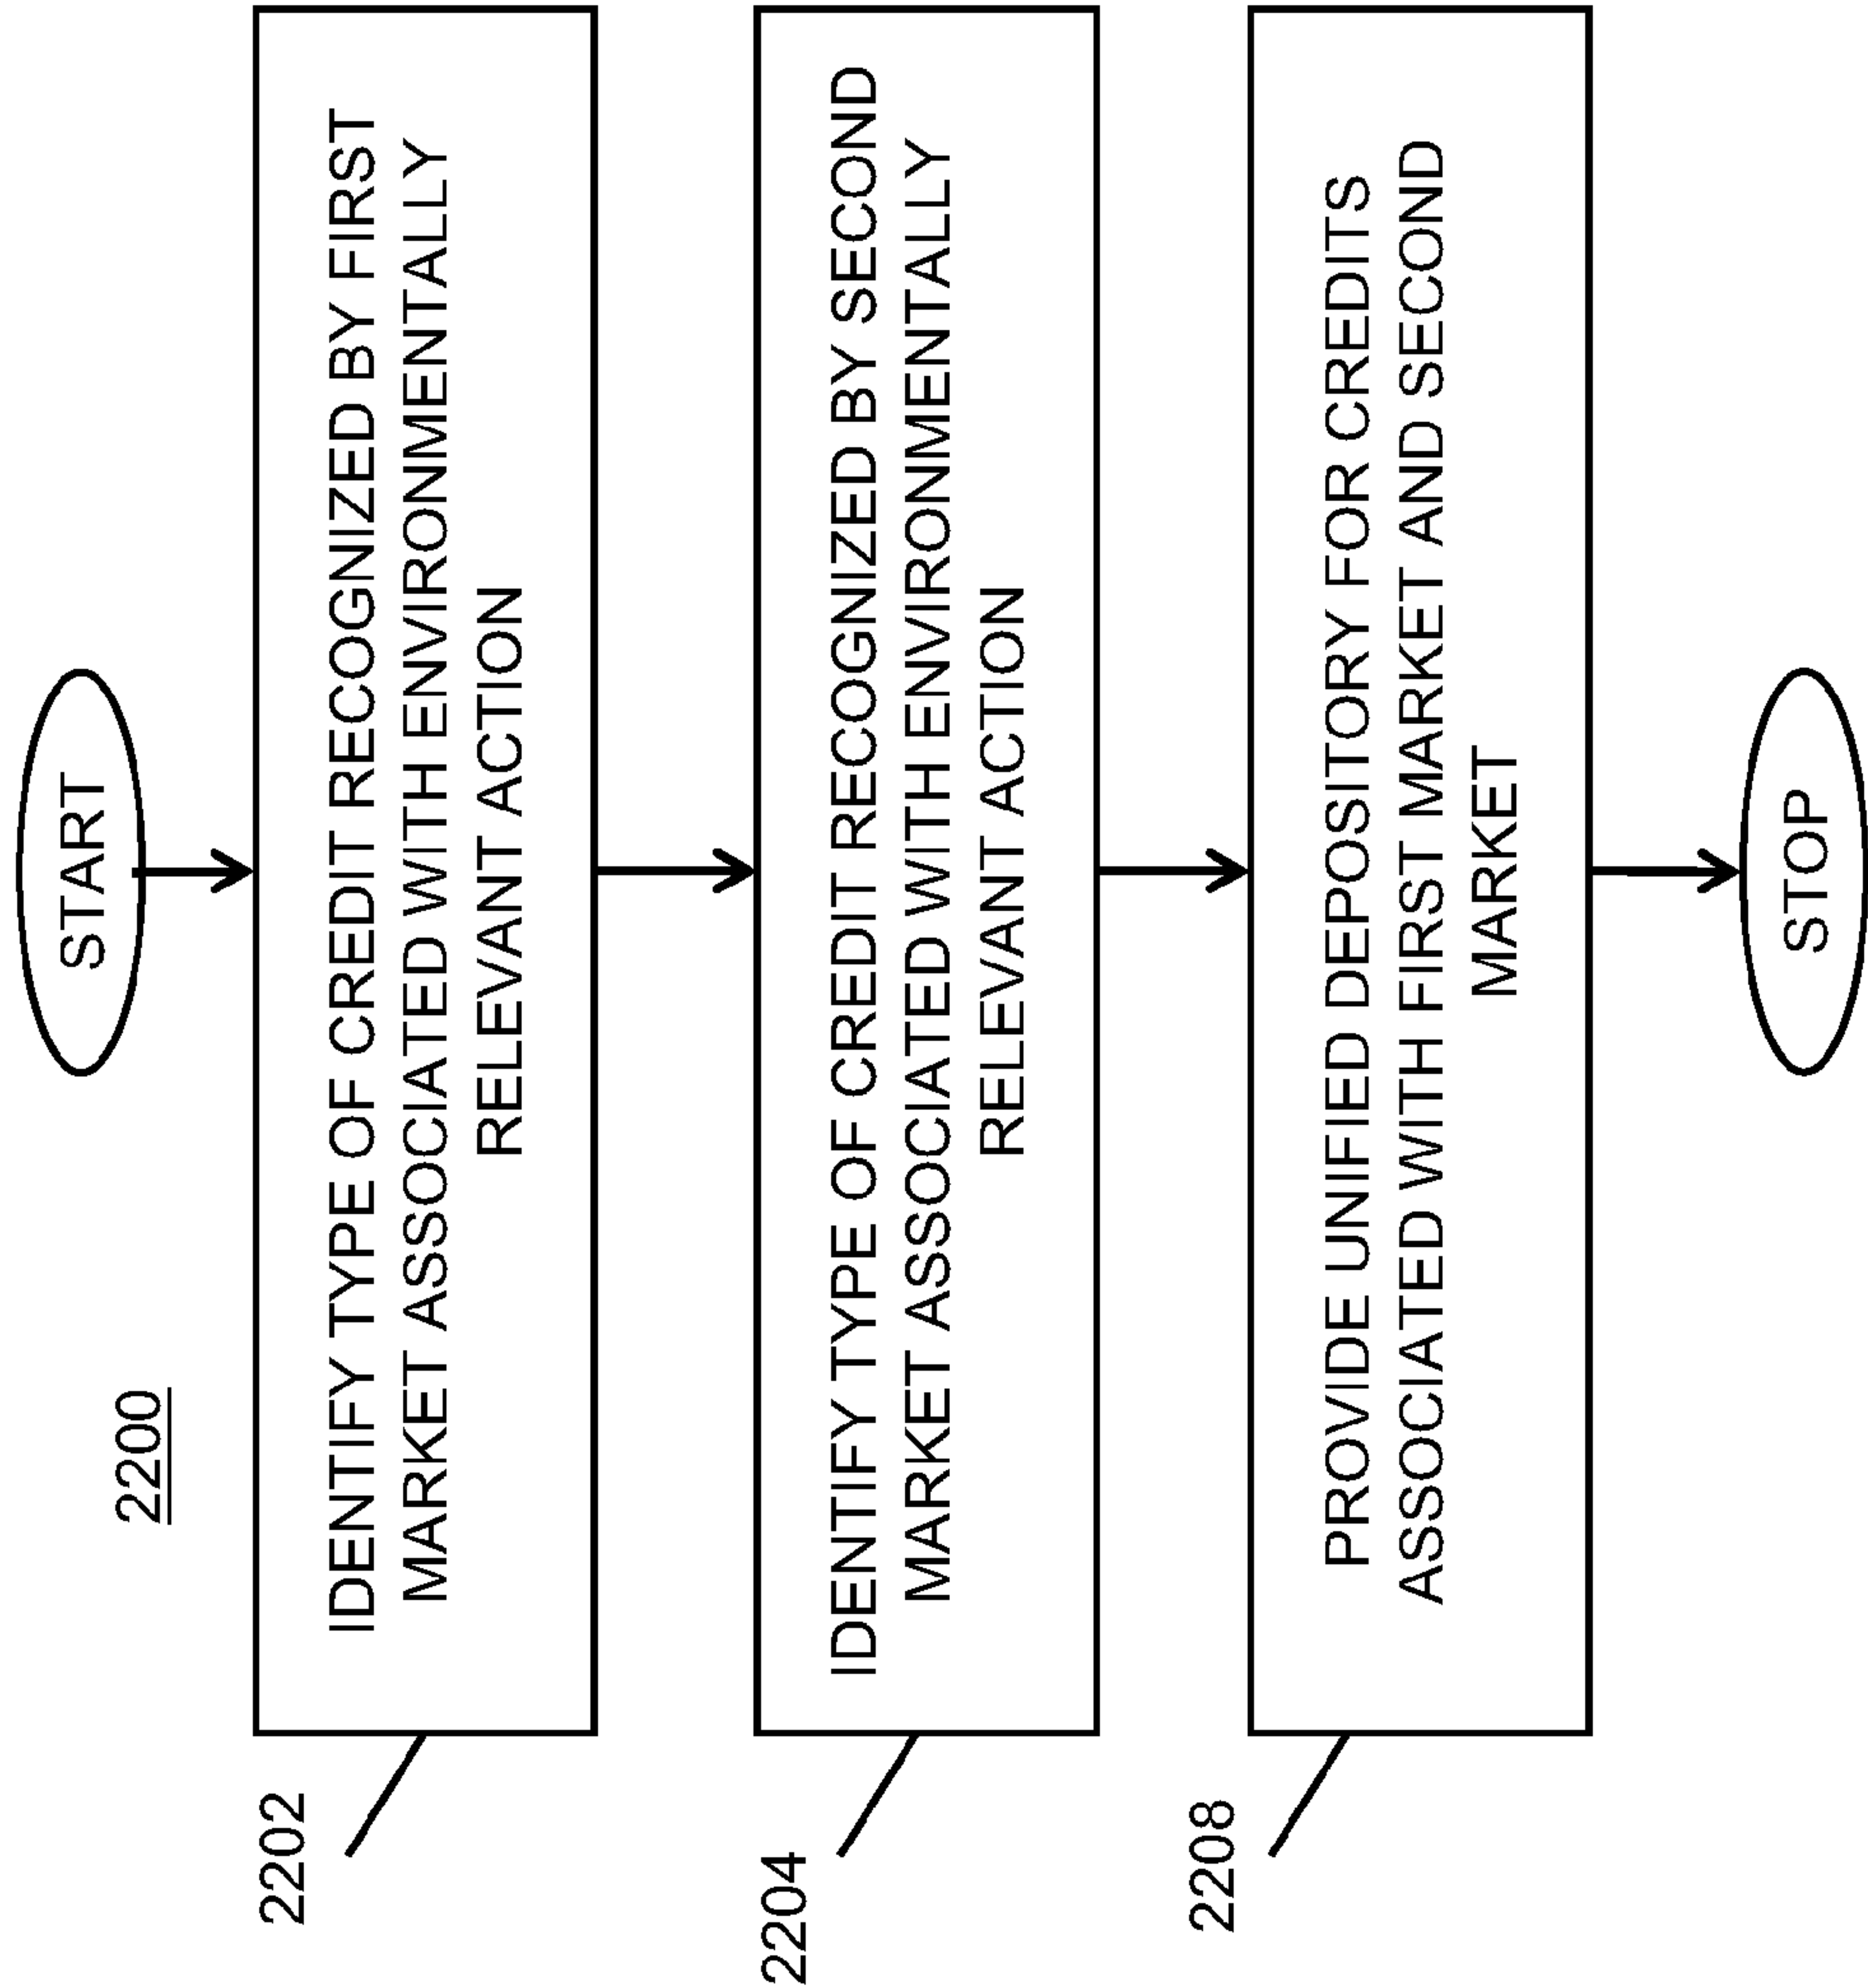 2200
START
2202
IDENTIFY TYPE OF CREDIT RECOGNIZED BY FIRST
MARKET ASSOCIATED WITH ENVIRONMENTALLY
RELEVANT ACTION
2204
IDENTIFY TYPE OF CREDIT RECOGNIZED BY SECOND
MARKET ASSOCIATED WITH ENVIRONMENTALLY
RELEVANT ACTION
2208
PROVIDE UNIFIED DEPOSITORY FOR CREDITS
ASSOCIATED WITH FIRST MARKET AND SECOND
MARKET
STOP